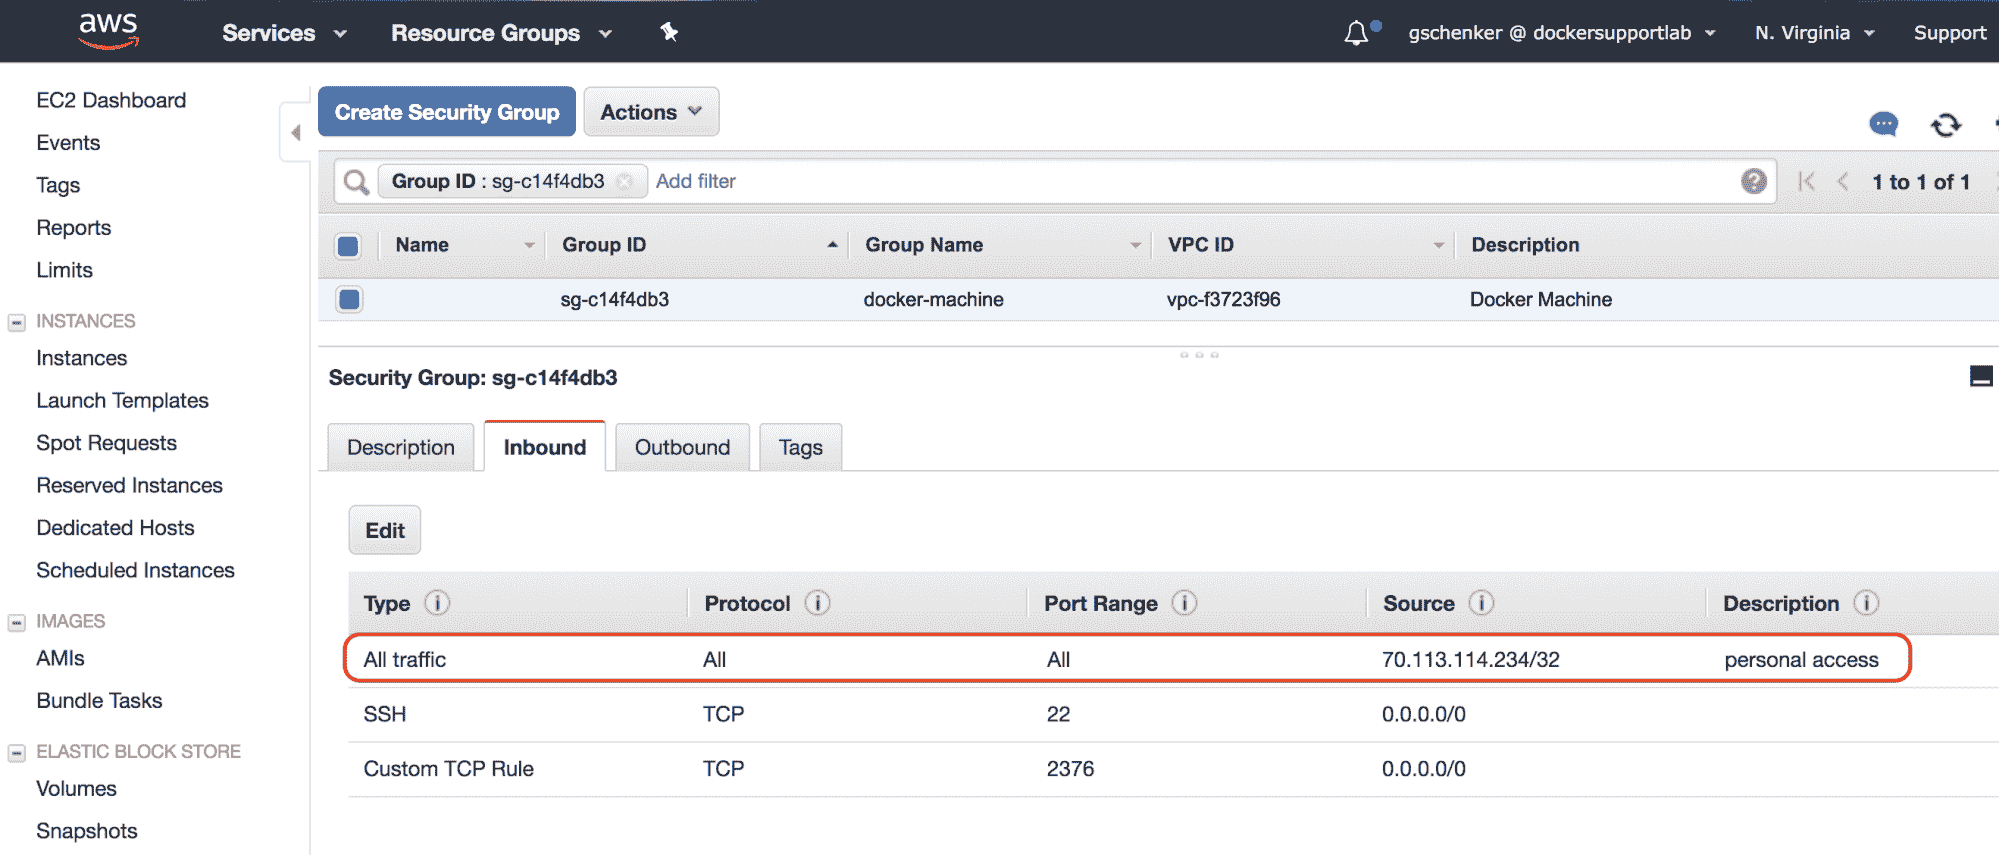 aws Services Resource Groups gschenker @ dockersupportlab N. Virginia Support
EC2 Dashboard
Events
Tags
Reports
Limits
INSTANCES
Instances
Launch Templates
Spot Requests
Reserved Instances
Dedicated Hosts
Scheduled Instances
IMAGES
AMIs
Bundle Tasks
ELASTIC BLOCK STORE
Volumes
Snapshots
Create Security Group Actions
Group ID : sg-c14f4db3 Add filter 1 to 1 of 1
Name Group ID Group Name VPC ID Description
sg-c14f4db3 docker-machine vpc-f3723f96 Docker Machine
Security Group: sg-c14f4db3
Description Inbound Outbound Tags
Edit
Type Protocol Port Range Source Description
All traffic All All 70.113.114.234/32 personal access
SSH TCP 22 0.0.0.0/0
Custom TCP Rule TCP 2376 0.0.0.0/0